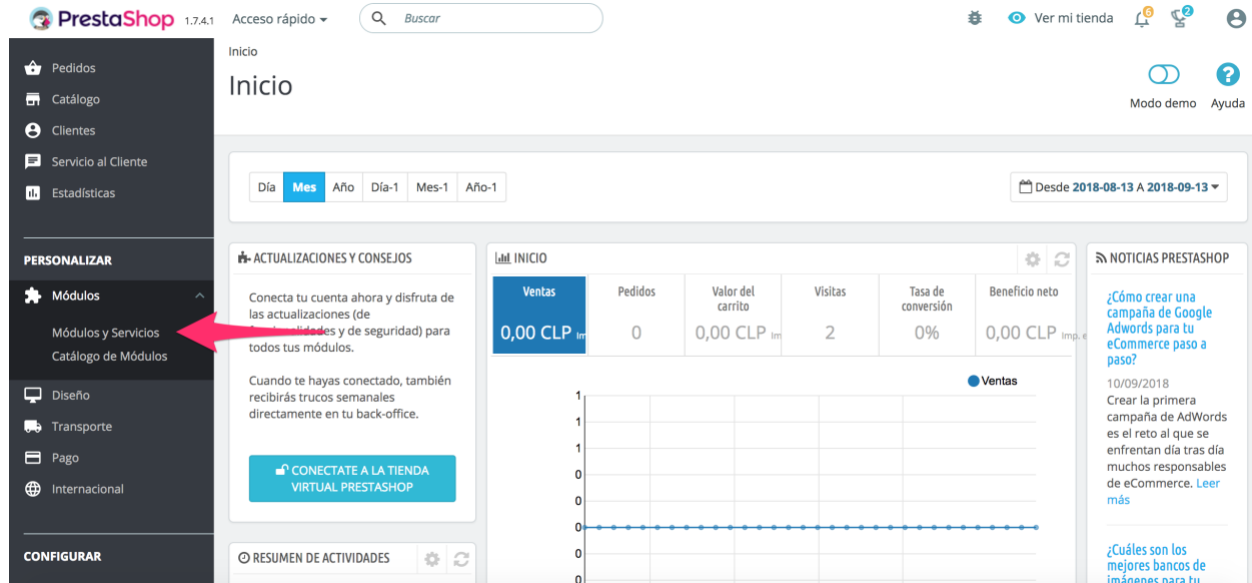 PrestaShop 1.7.4.1 Acceso rápido Buscar Ver mi tienda 6 2
Inicio
Inicio
Modo demo Ayuda
Pedidos
Catálogo
Clientes
Servicio al Cliente
Estadísticas
PERSONALIZAR
Módulos
Módulos y Servicios
Catálogo de Módulos
Diseño
Transporte
Pago
Internacional
CONFIGURAR
Día Mes Año Día-1 Mes-1 Año-1
Desde 2018-08-13 A 2018-09-13
ACTUALIZACIONES Y CONSEJOS
Conecta tu cuenta ahora y disfruta de
las actualizaciones (de
y de seguridad) para
todos tus módulos.
Cuando te hayas conectado, también
recibirás trucos semanales
directamente en tu back-office.
CONECTATE A LA TIENDA
VIRTUAL PRESTASHOP
RESUMEN DE ACTIVIDADES
INICIO
Ventas
0,00 CLP
Pedidos
0
Valor del
carrito
0,00 CLP
Visitas
2
Tasa de
conversión
0%
Beneficio neto
0,00 CLP Imp. e
Ventas
1
1
1
0
0
0
0
0
NOTICIAS PRESTASHOP
¿Cómo crear una
campaña de Google
Adwords para tu
eCommerce paso a
paso?
10/09/2018
Crear la primera
campaña de AdWords
es el reto al que se
enfrentan día tras día
muchos responsables
de eCommerce. Leer
más
¿Cuáles son los
mejores bancos de
imágenes para tu